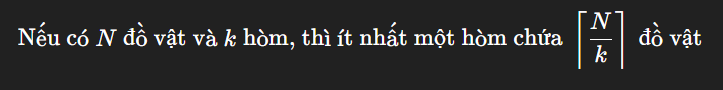 Nếu có N đồ vật và k hòm, thì ít nhất một hòm chứa ⌈N/k⌉ đồ vật